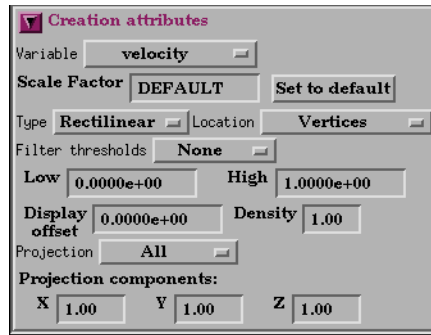 Creation attributes
Variable velocity
Scale Factor DEFAULT Set to default
Type Rectilinear Location Vertices
Filter thresholds None
Low 0.0000e+00 High 1.0000e+00
Display offset 0.0000e+00 Density 1.00
Projection All
Projection components:
X 1.00 Y 1.00 Z 1.00